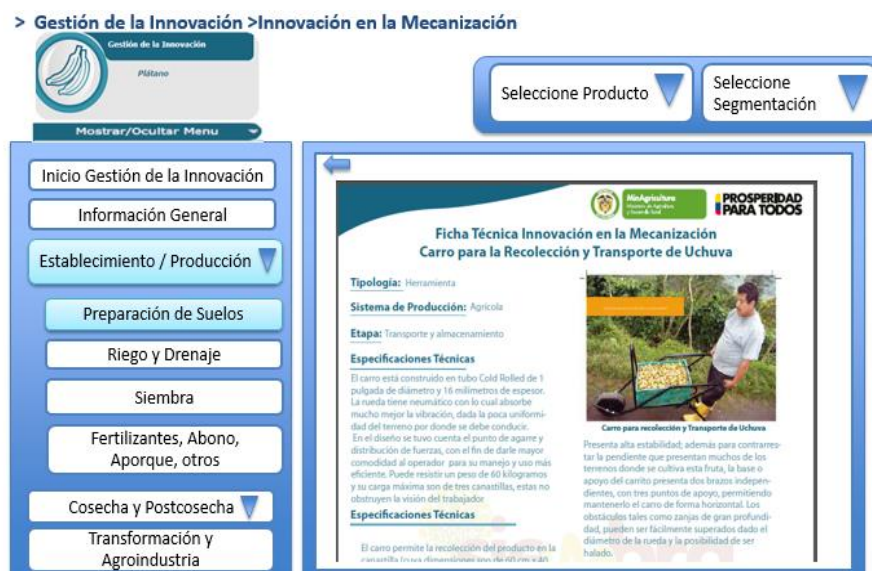 > Gestión de la Innovación >Innovación en la Mecanización
Gestión de la Innovación
Plátano
Mostrar/Ocultar Menu
Seleccione Producto
Seleccione
Segmentación
Inicio Gestión de la Innovación
Información General
Establecimiento / Producción
Preparación de Suelos
Riego y Drenaje
Siembra
Fertilizantes, Abono,
Aporque, otros
Cosecha y Postcosecha
Transformación y
Agroindustria
MinAgricultura
PROSPERIDAD
PARA TODOS
Ficha Técnica Innovación en la Mecanización
Carro para la Recolección y Transporte de Uchuva
Tipología: Herramienta
Sistema de Producción: Agrícola
Etapa: Transporte y almacenamiento
Especificaciones Técnicas
El carro está construido en tubo Cold Rolled de 1
pulgada de diámetro y 16 milímetros de espesor.
La rueda tiene neumático con lo cual absorbe
mucho mejor la vibración, dada la poca uniformi-
dad del terreno por donde se debe conducir.
En el diseño se tuvo cuenta el punto de agarre y
distribución de fuerzas, con el fin de darle mayor
comodidad al operador para su manejo y uso más
eficiente. Puede resistir un peso de 60 kilogramos
y su carga máxima son de tres canastillas, estas no
obstruyen la visión del trabajador
Especificaciones Técnicas
El carro permite la recolección del producto en la
canastilla (cuya dimensiones son de 60 cm x 40
Carro para recolección y Transporte de Uchuva
Presenta alta estabilidad; además para contrarres-
tar la pendiente que presentan muchos de los
terrenos donde se cultiva esta fruta, la base o
apoyo del carrito presenta dos brazos indepen-
dientes, con tres puntos de apoyo, permitiendo
mantenerlo el carro de forma horizontal. Los
obstáculos tales como zanjas de gran profundi-
dad, pueden ser fácilmente superados dado el
diámetro de la rueda y la posibilidad de ser
halado.